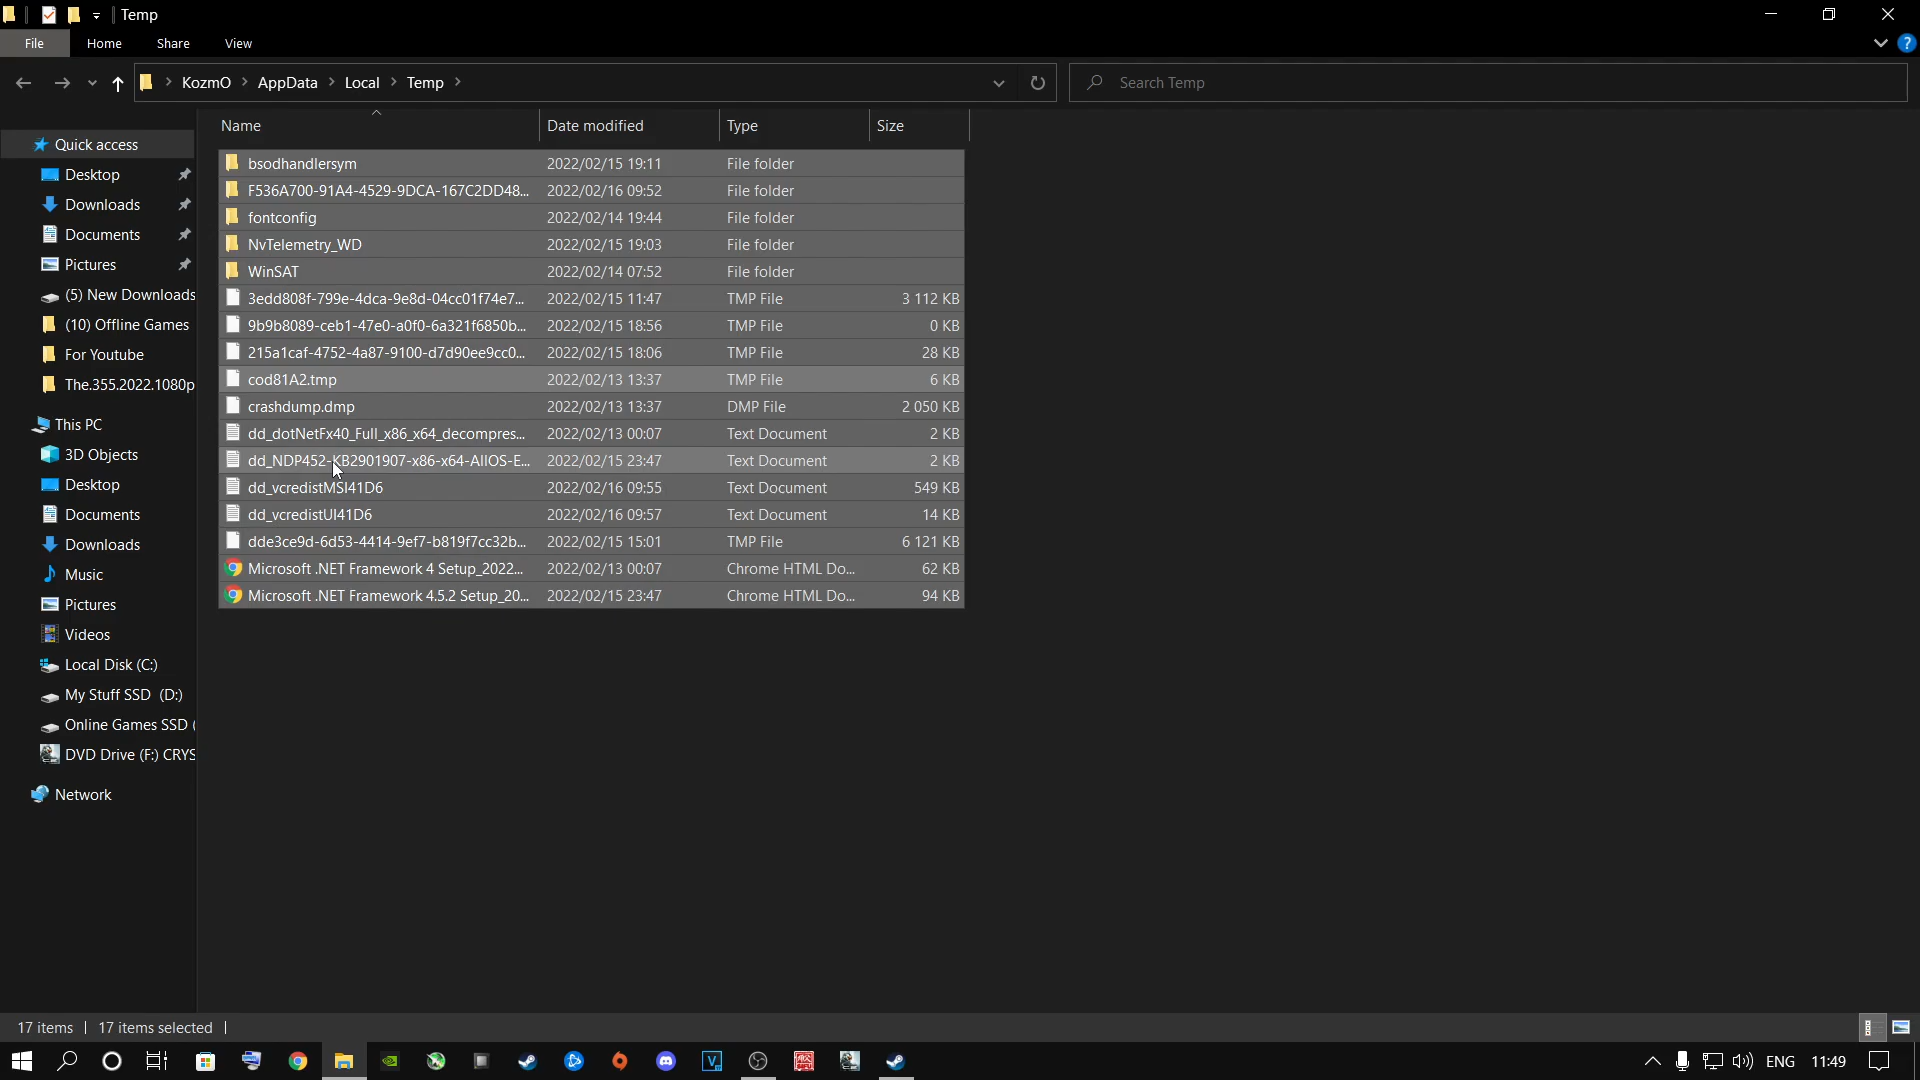 Temp
File Home Share View
KozmO AppData Local Temp
Search Temp
Name Date modified Type Size
Quick access
Desktop
Downloads
Documents
Pictures
(5) New Downloads
(10) Offline Games
For Youtube
The.355.2022.1080p
This PC
3D Objects
Desktop
Documents
Downloads
Music
Pictures
Videos
Local Disk (C:)
My Stuff SSD (D:)
Online Games SSD (
DVD Drive (F:) CRYS
Network
bsodhandlersym 2022/02/15 19:11 File folder
F536A700-91A4-4529-9DCA-167C2DD48... 2022/02/16 09:52 File folder
fontconfig 2022/02/14 19:44 File folder
NvTelemetry_WD 2022/02/15 19:03 File folder
WinSAT 2022/02/14 07:52 File folder
3edd808f-799e-4dca-9e8d-04cc01f74e7... 2022/02/15 11:47 TMP File 3 112 KB
9b9b8089-ceb1-47e0-a0f0-6a321f6850b... 2022/02/15 18:56 TMP File 0 KB
215a1caf-4752-4a87-9100-d7d90ee9cc0... 2022/02/15 18:06 TMP File 28 KB
cod81A2.tmp 2022/02/13 13:37 TMP File 6 KB
crashdump.dmp 2022/02/13 13:37 DMP File 2 050 KB
dd_dotNetFx40_Full_x86_x64_decompres... 2022/02/13 00:07 Text Document 2 KB
dd_NDP452-KB2901907-x86-x64-AllOS-E... 2022/02/15 23:47 Text Document 2 KB
dd_vcredistMSI41D6 2022/02/16 09:55 Text Document 549 KB
dd_vcredistUI41D6 2022/02/16 09:57 Text Document 14 KB
dde3ce9d-6d53-4414-9ef7-b819f7cc32b... 2022/02/15 15:01 TMP File 6 121 KB
Microsoft .NET Framework 4 Setup_2022... 2022/02/13 00:07 Chrome HTML Do... 62 KB
Microsoft .NET Framework 4.5.2 Setup_20... 2022/02/15 23:47 Chrome HTML Do... 94 KB
17 items 17 items selected
ENG 11:49